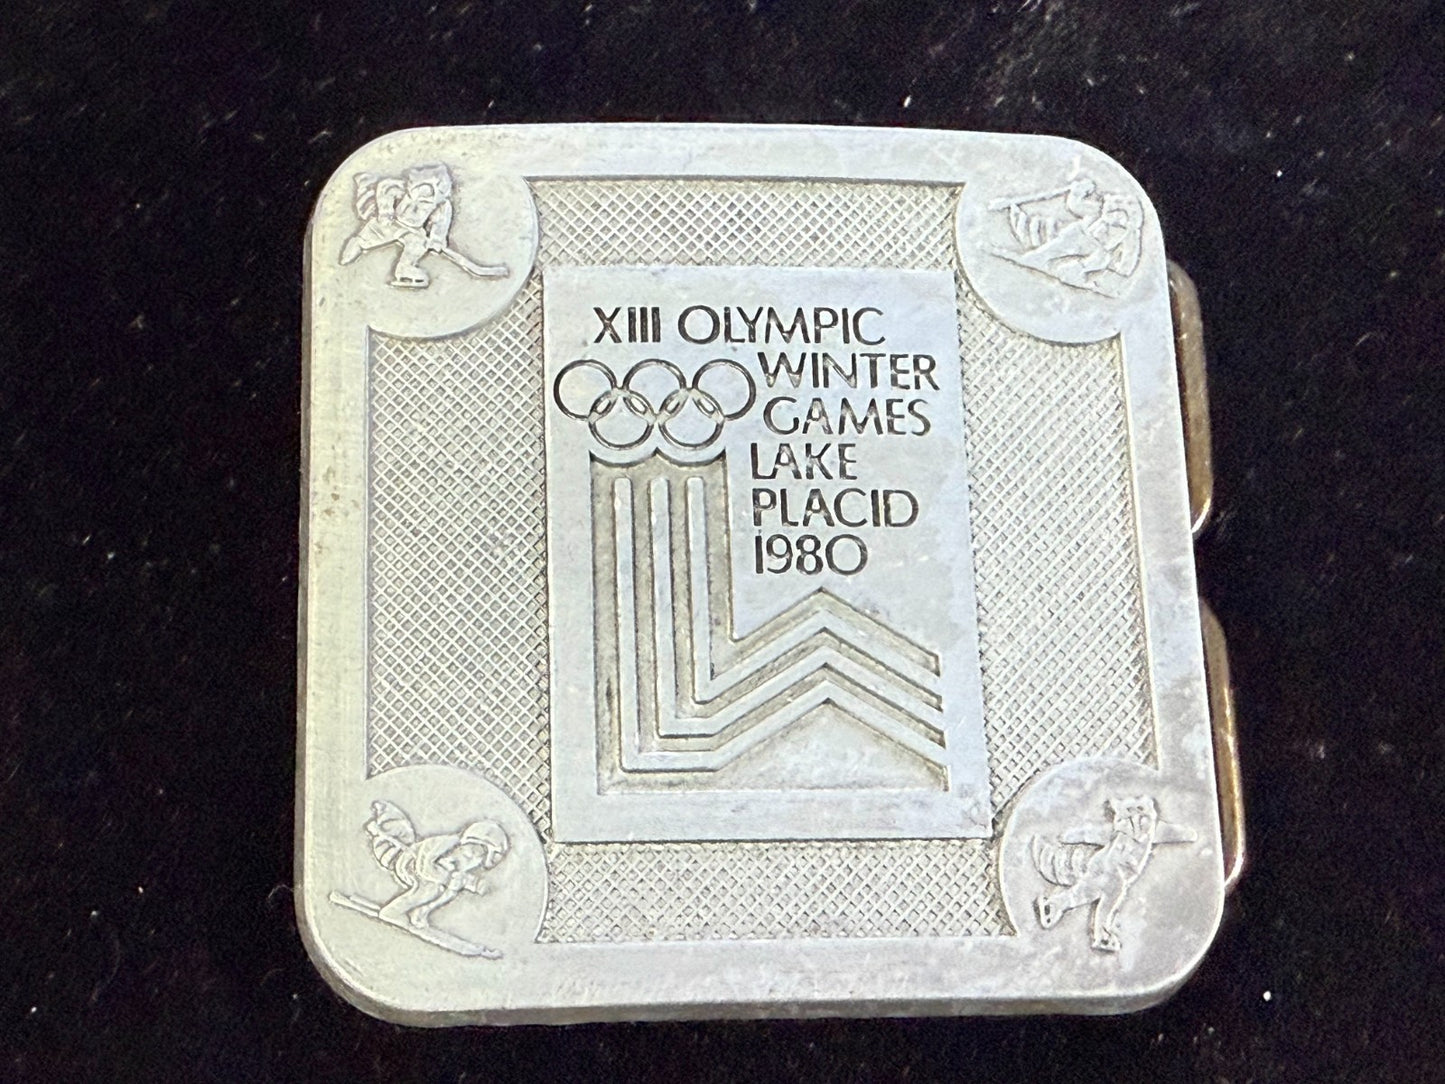 XIII OLYMPIC
WINTER
GAMES
LAKE
PLACID
1980